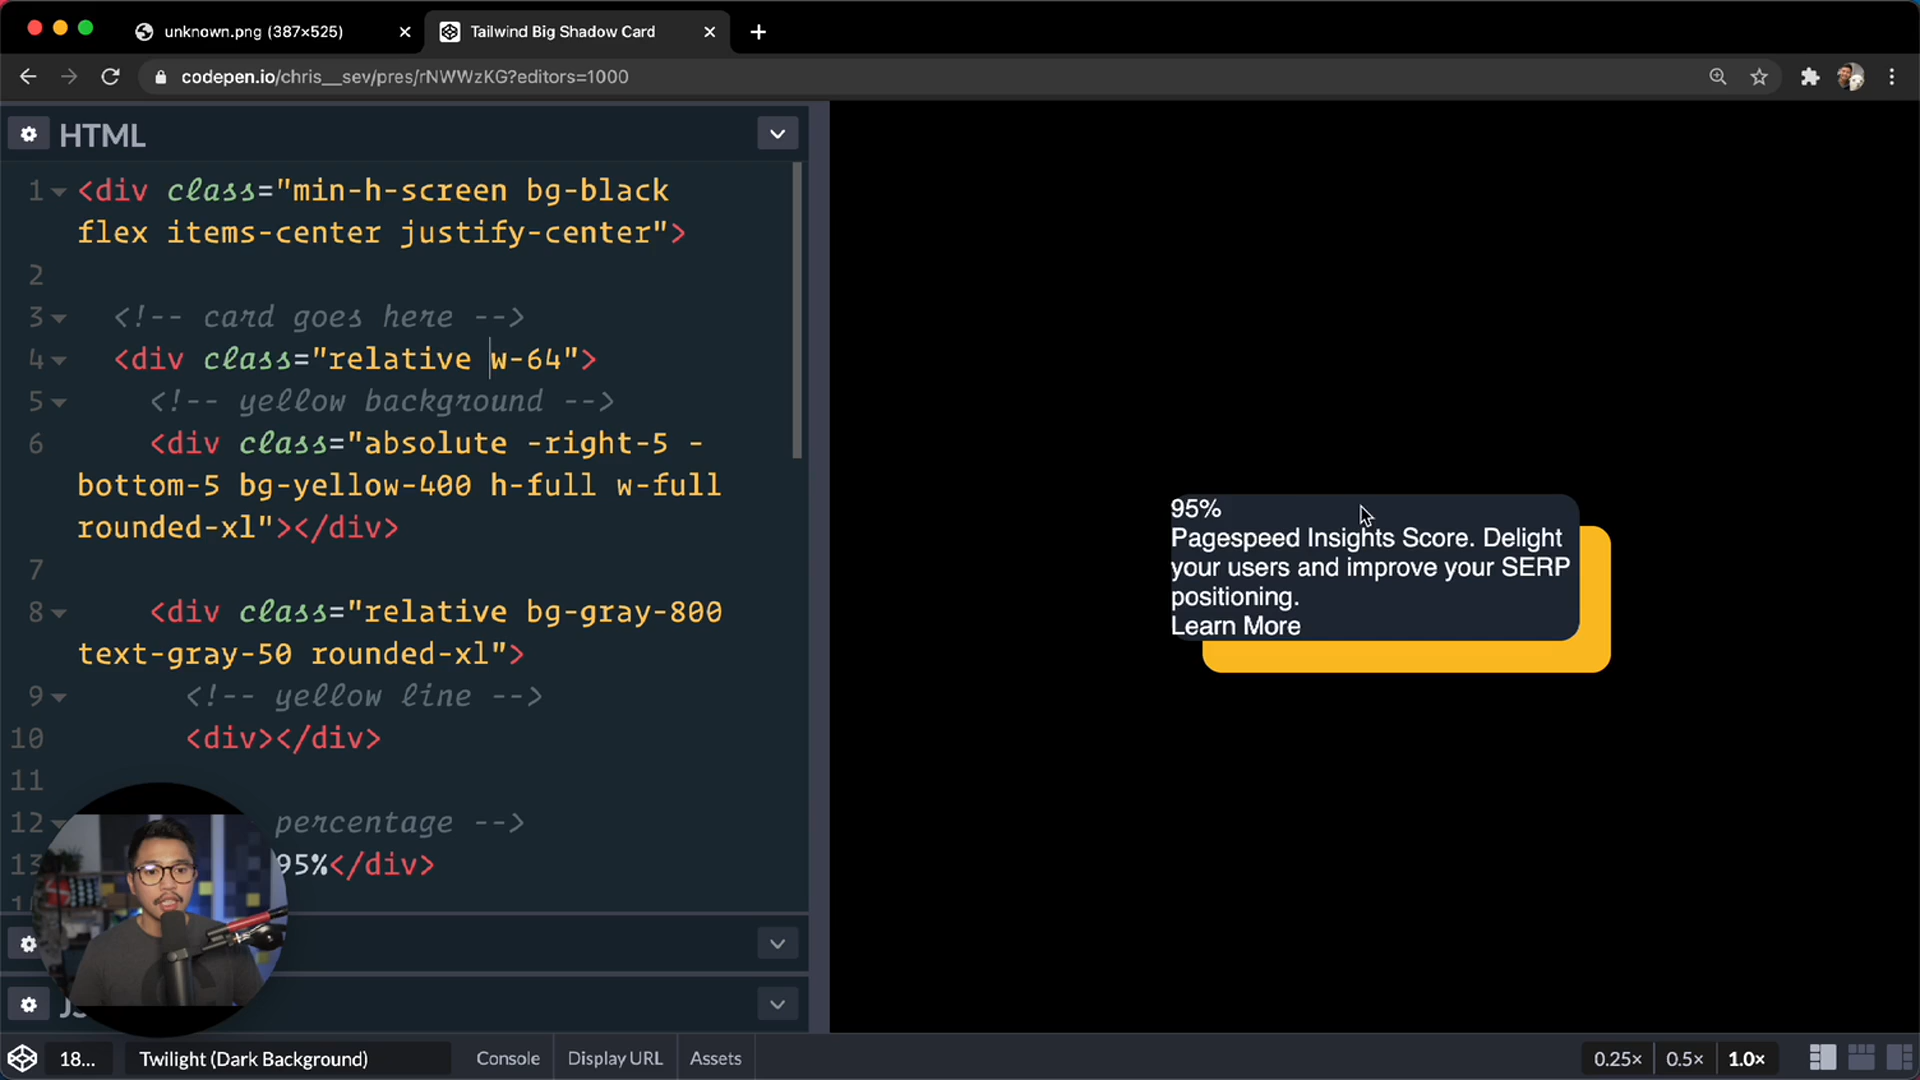 unknown.png (387×525)
Tailwind Big Shadow Card
codepen.io/chris__sev/pres/rNWWzKG?editors=1000
HTML
1 <div class="min-h-screen bg-black
flex items-center justify-center">
2
3 <!-- card goes here -->
4 <div class="relative w-64">
5 <!-- yellow background -->
6 <div class="absolute -right-5 -
bottom-5 bg-yellow-400 h-full w-full
rounded-xl"></div>
7
8 <div class="relative bg-gray-800
text-gray-50 rounded-xl">
9 <!-- yellow line -->
10 <div></div>
11
12 percentage -->
13 95%</div>
95%
Pagespeed Insights Score. Delight
your users and improve your SERP
positioning.
Learn More
18...
Twilight (Dark Background)
Console
Display URL
Assets
0.25×
0.5×
1.0×